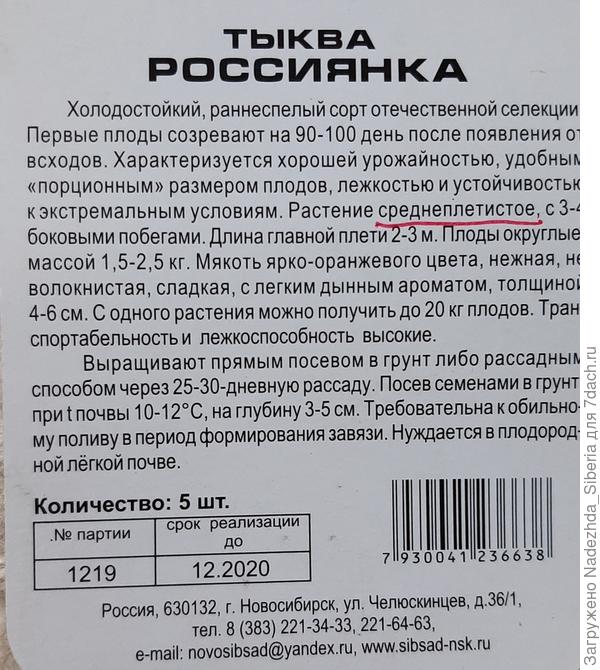 ТЫКВА
РОССИЯНКА
Холодостойкий, раннеспелый сорт отечественной селекции
Первые плоды созревают на 90-100 день после появления от
всходов. Характеризуется хорошей урожайностью, удобным
«порционным» размером плодов, лежкостью и устойчивостью
к экстремальным условиям. Растение среднеплетистое, с 3-4
боковыми побегами. Длина главной плети 2-3 м. Плоды округлые
массой 1,5-2,5 кг. Мякоть ярко-оранжевого цвета, нежная, не
волокнистая, сладкая, с легким дынным ароматом, толщиной
4-6 см. С одного растения можно получить до 20 кг плодов. Тран
спортабельность и лежкоспособность высокие.
Выращивают прямым посевом в грунт либо рассадным
способом через 25-30-дневную рассаду. Посев семенами в грунт
при t почвы 10-12°С, на глубину 3-5 см. Требовательна к обильно-
му поливу в период формирования завязи. Нуждается в плодород-
ной лёгкой почве.
Количество: 5 шт.
.№ партии
срок реализации
до
1219
12.2020
7 930041 236638
Россия, 630132, г. Новосибирск, ул. Челюскинцев, д.36/1,
тел. 8 (383) 221-34-33, 221-64-63,
e-mail: novosibsad@yandex.ru, www.sibsad-nsk.ru
Загружено Nadezhda_Siberia для 7dach.ru